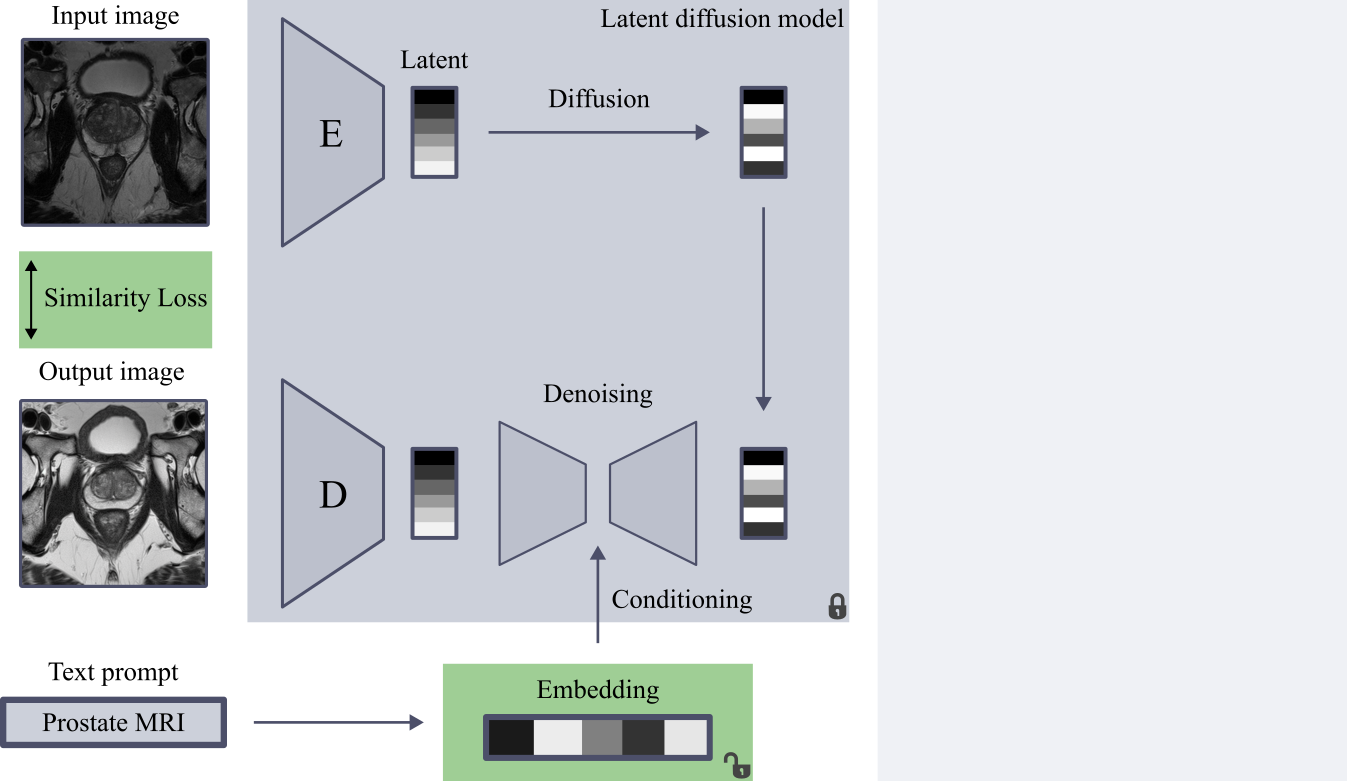 Input image
Latent diffusion model
Latent
E
Diffusion
Similarity Loss
Output image
Denoising
D
Conditioning
Text prompt
Prostate MRI
Embedding